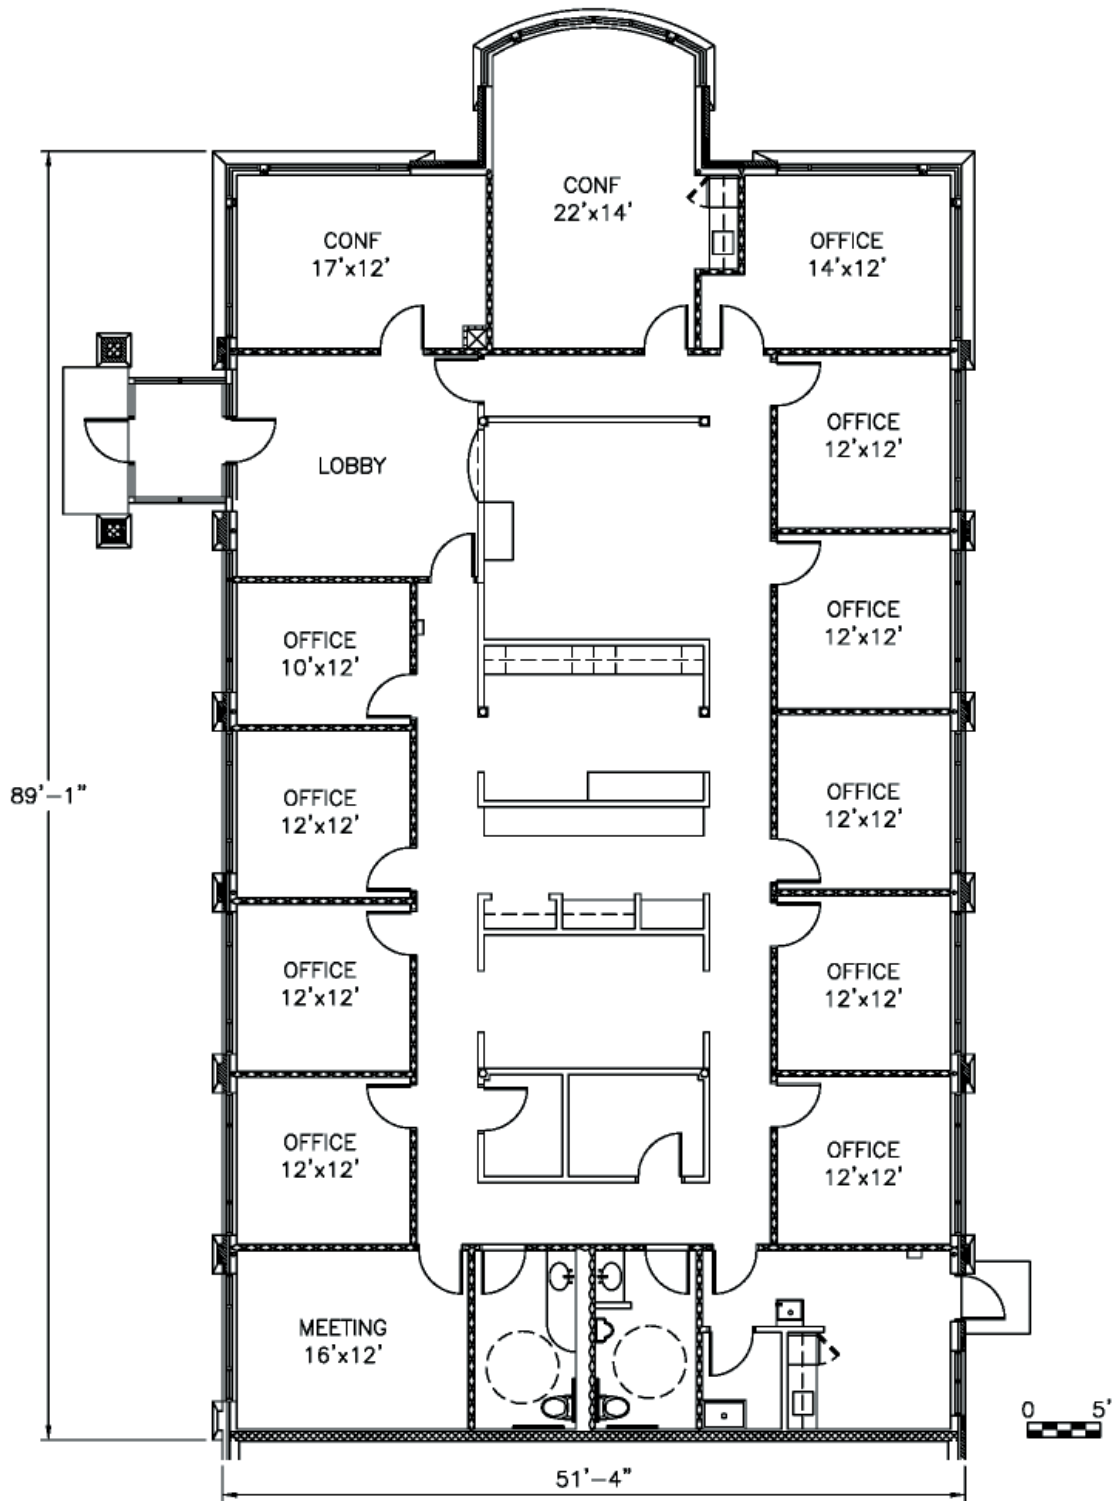 CONF
22'x14'
CONF
17'x12'
OFFICE
14'x12'
OFFICE
12'x12'
LOBBY
OFFICE
12'x12'
OFFICE
10'x12'
OFFICE
12'x12'
OFFICE
12'x12'
89'-1"
OFFICE
12'x12'
OFFICE
12'x12'
OFFICE
12'x12'
OFFICE
12'x12'
MEETING
16'x12'
0 5'
51'-4"